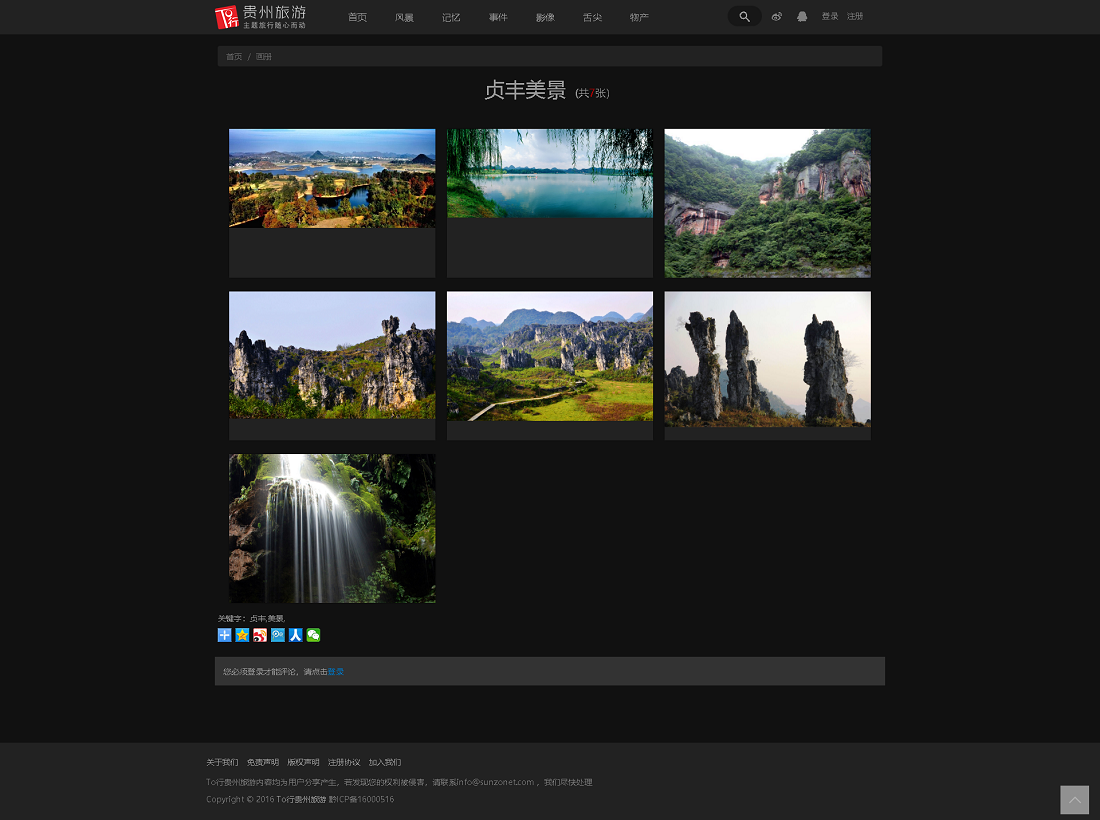 To行 贵州旅游
主题旅行随心而动
首页 风景 记忆 事件 影像 舌尖 物产 登录 注册
首页 / 画册
贞丰美景 (共7张)
关键字：贞丰,美景,
您必须登录才能评论，请点击登录
关于我们 免责声明 版权声明 注册协议 加入我们
To行贵州旅游内容均为用户分享产生，若发现您的权利被侵害，请联系info@sunzonet.com ，我们尽快处理
Copyright © 2016 To行贵州旅游 黔ICP备16000516